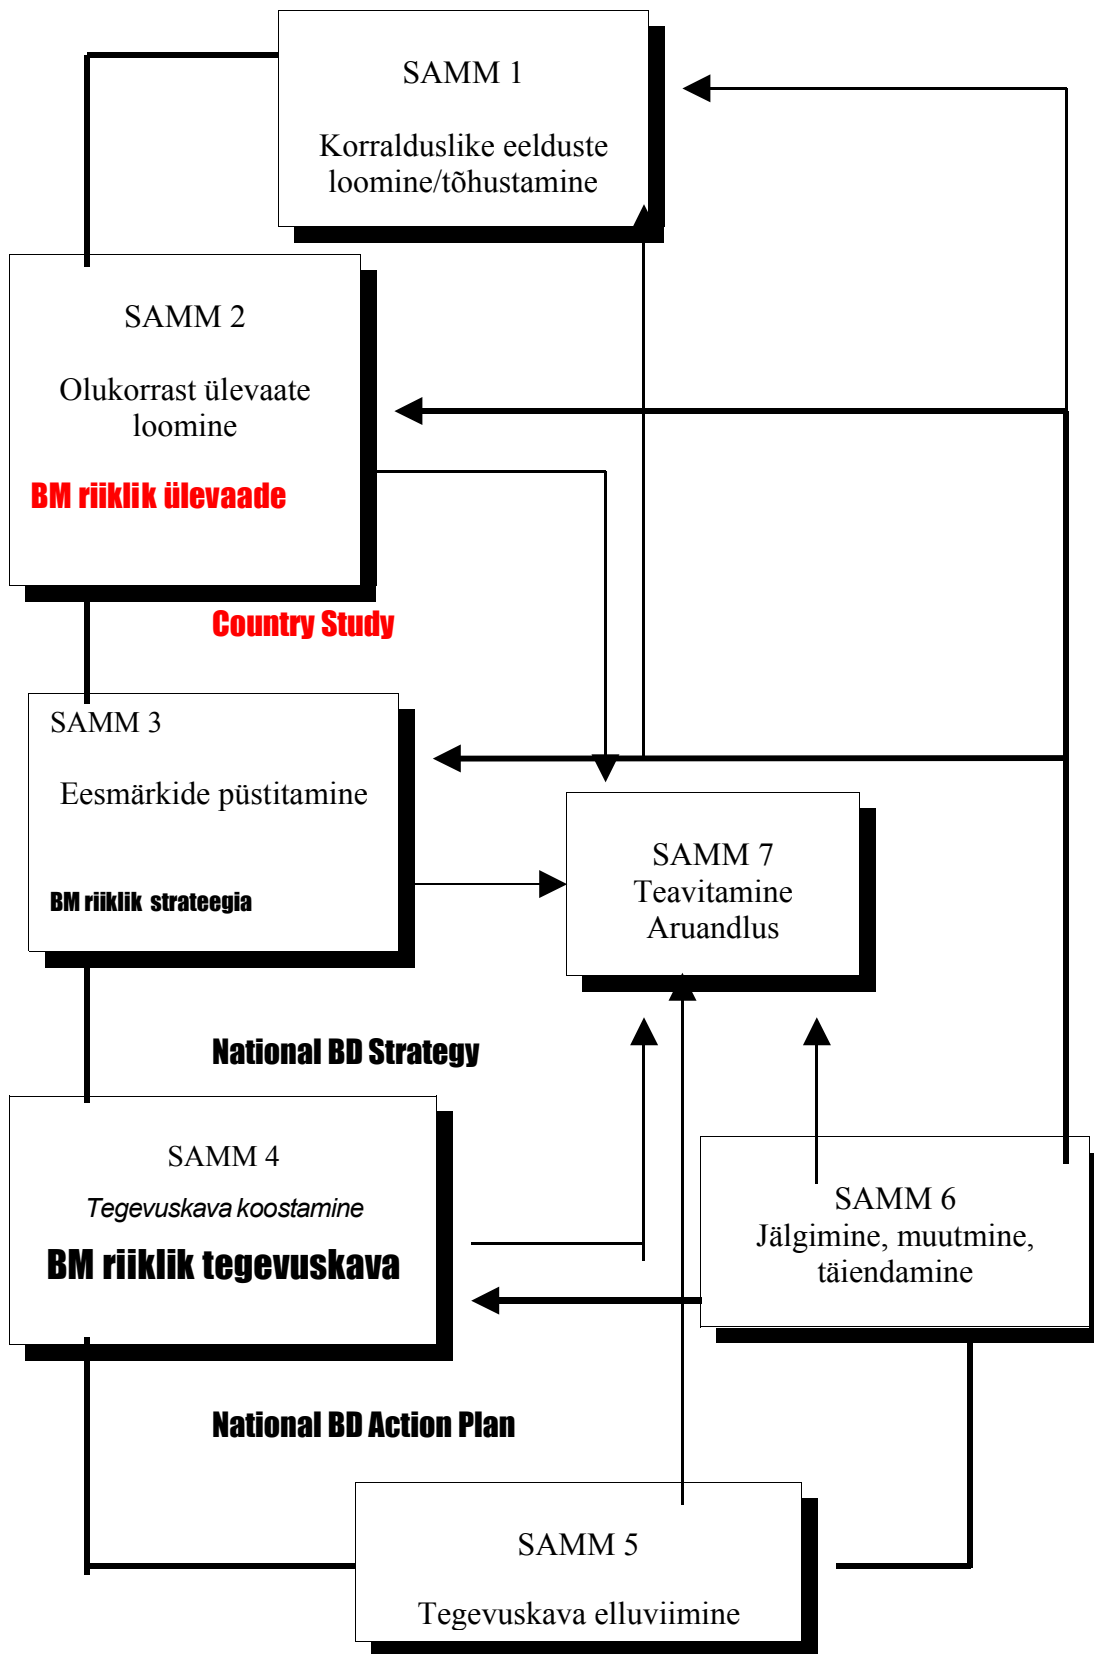 SAMM 1
Korralduslike eelduste
loomine/tõhustamine
SAMM 2
Olukorrast ülevaate
loomine
BM riiklik ülevaade
Country Study
SAMM 3
Eesmärkide püstitamine
BM riiklik strateegia
SAMM 7
Teavitamine
Aruandlus
National BD Strategy
SAMM 4
Tegevuskava koostamine
BM riiklik tegevuskava
SAMM 6
Jälgimine, muutmine,
täiendamine
National BD Action Plan
SAMM 5
Tegevuskava elluviimine